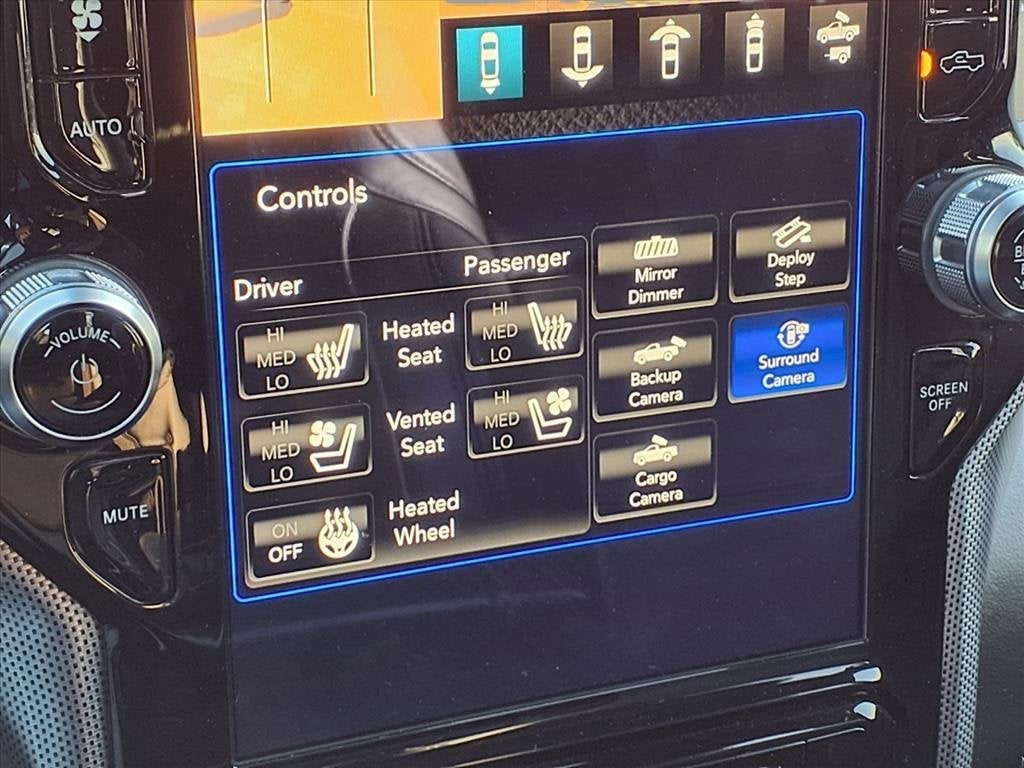 AUTO
Controls
Driver
Passenger
HI
MED
LO
Heated
Seat
HI
MED
LO
HI
MED
LO
Vented
Seat
HI
MED
LO
ON
OFF
Heated
Wheel
Mirror
Dimmer
Deploy
Step
Backup
Camera
Surround
Camera
Cargo
Camera
VOLUME
MUTE
SCREEN
OFF